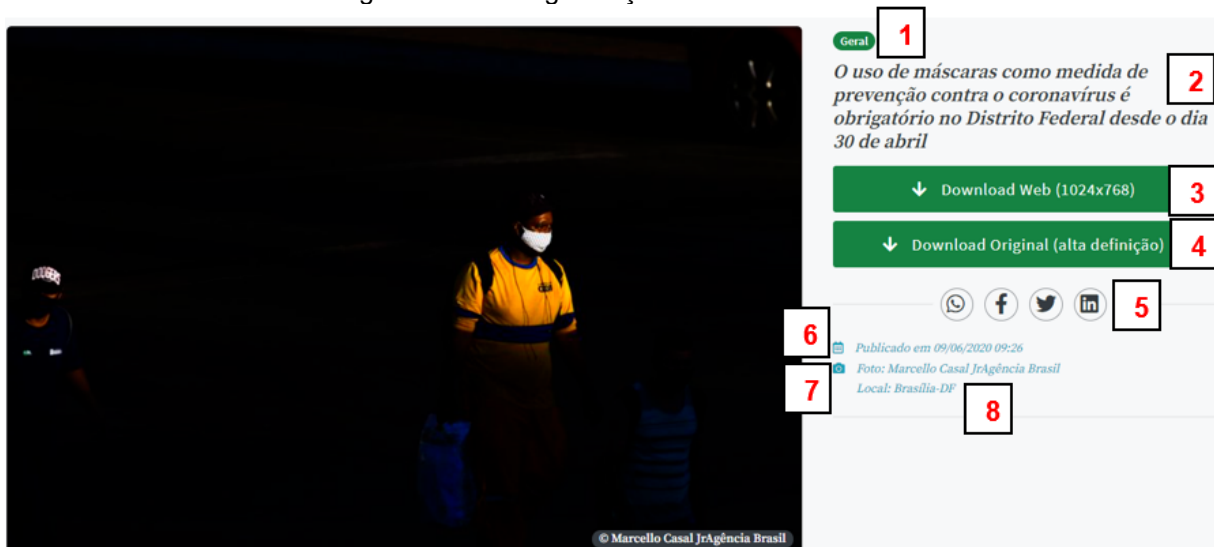 Geral
1
O uso de máscaras como medida de
prevenção contra o coronavírus é
obrigatório no Distrito Federal desde o dia
30 de abril
2
Download Web (1024x768)
3
Download Original (alta definição)
4
5
6
Publicado em 09/06/2020 09:26
7
Foto: Marcello Casal JrAgência Brasil
Local: Brasília-DF
8
© Marcello Casal JrAgência Brasil